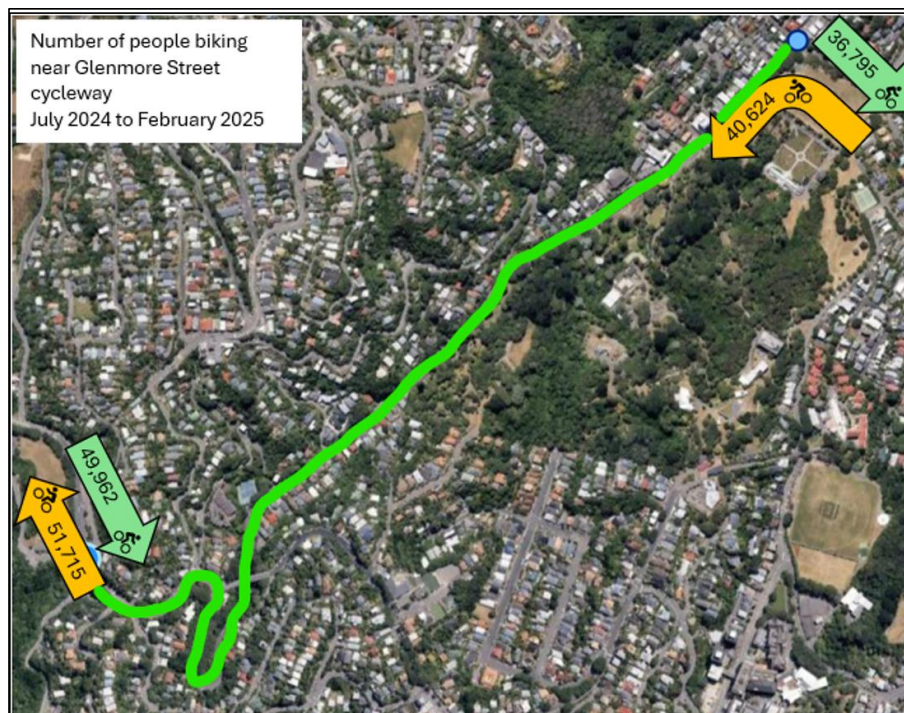 Number of people biking
near Glenmore Street
cycleway
July 2024 to February 2025
36,795
40,624
49,962
51,715